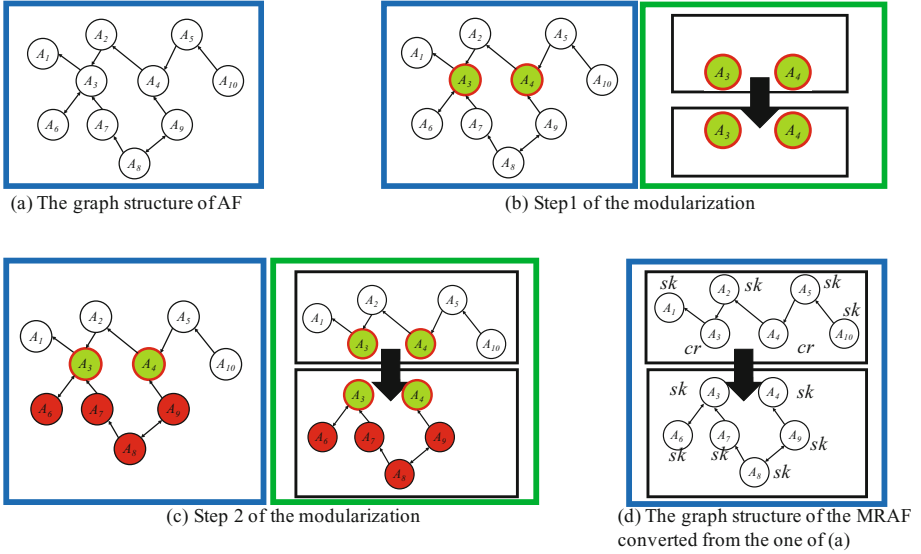 A1
A2
A5
A3
A4
A10
A6
A7
A9
A8
(a) The graph structure of AF
A1
A2
A5
A3
A4
A10
A6
A7
A9
A8
A3
A4
A3
A4
(b) Step1 of the modularization
A1
A2
A5
A3
A4
A10
A6
A7
A9
A8
A1
A2
A5
A3
A4
A10
A3
A4
A6
A7
A9
A8
(c) Step 2 of the modularization
sk
A2
sk
A5
sk
A1
sk
A3
A4
A10
cr
cr
sk
A3
A4
sk
A6
A7
A9
sk
sk
sk
A8
sk
(d) The graph structure of the MRAF
converted from the one of (a)